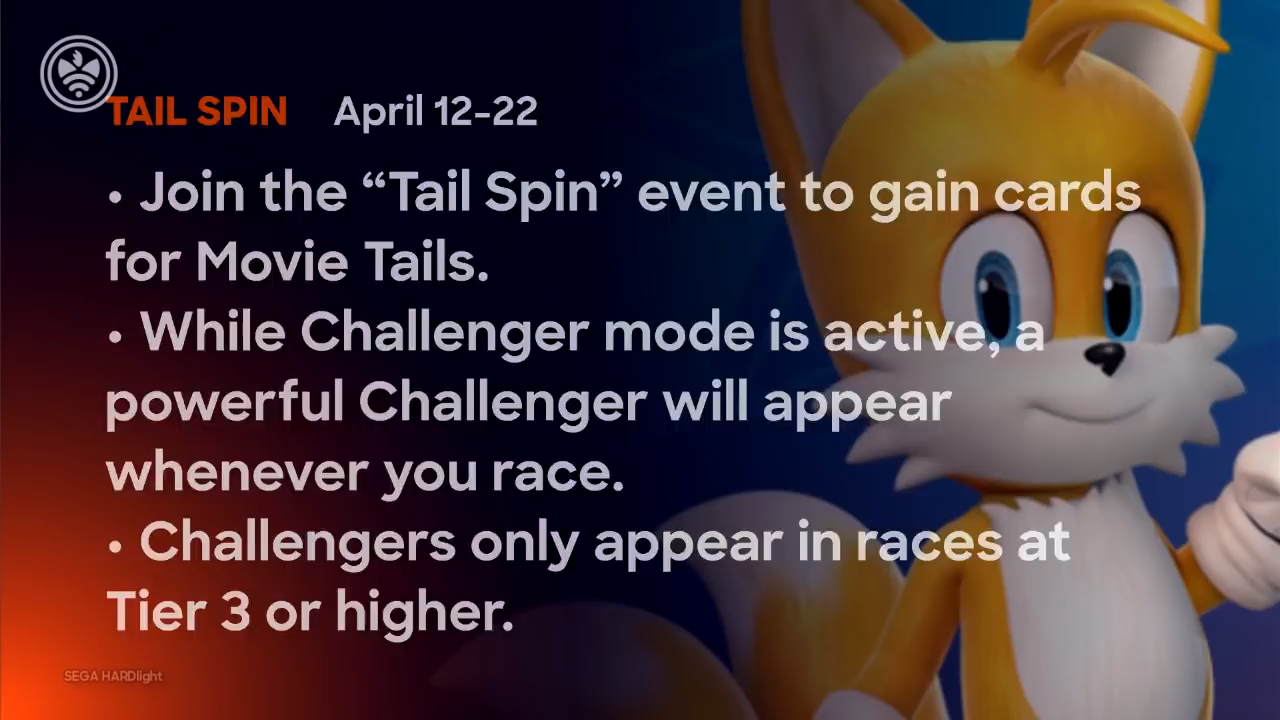 TAIL SPIN April 12-22
• Join the “Tail Spin” event to gain cards
for Movie Tails.
• While Challenger mode is active, a
powerful Challenger will appear
whenever you race.
• Challengers only appear in races at
Tier 3 or higher.
SEGA HARDlight